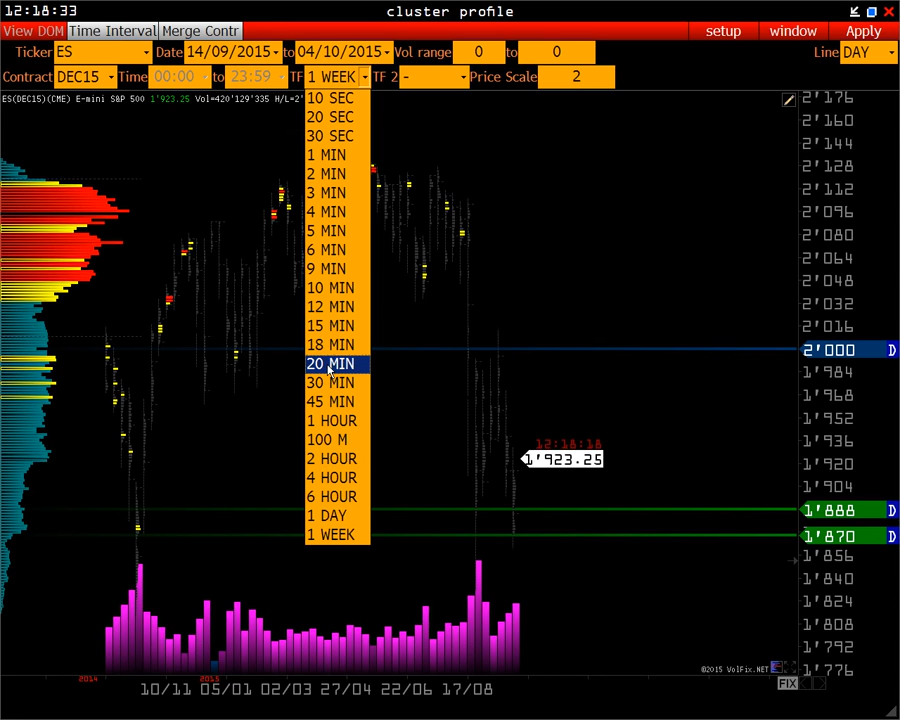 12:18:33 cluster profile
View DOM Time Interval Merge Contr setup window Apply
Ticker ES Date 14/09/2015 to 04/10/2015 Vol range 0 to 0 Line DAY
Contract DEC15 Time 00:00 to 23:59 TF 1 WEEK TF 2 - Price Scale 2
ES(DEC15)(CME) E-mini S&P 500 1'923.25 Vol=420'129'335 H/L=2'
10 SEC
20 SEC
30 SEC
1 MIN
2 MIN
3 MIN
4 MIN
5 MIN
6 MIN
9 MIN
10 MIN
12 MIN
15 MIN
18 MIN
20 MIN
30 MIN
45 MIN
1 HOUR
100 M
2 HOUR
4 HOUR
6 HOUR
1 DAY
1 WEEK
2'176
2'160
2'144
2'128
2'112
2'096
2'080
2'064
2'048
2'032
2'016
2'000 D
1'984
1'968
1'952
1'936
1'920
1'904
1'888 D
1'870 D
1'856
1'840
1'824
1'808
1'792
1'776
12:18:18
1'923.25
©2015 VolFix.NET
FIX
2014 2015
10/11 05/01 02/03 27/04 22/06 17/08